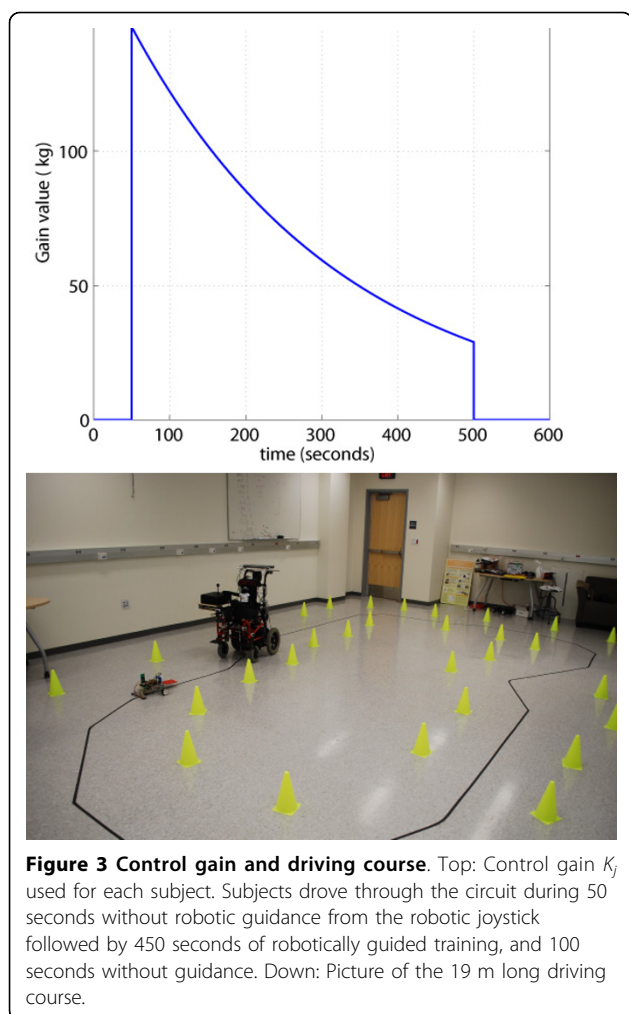 Gain value ( kg)
100
50
0
0 100 200 300 400 500 600
time (seconds)
Figure 3 Control gain and driving course. Top: Control gain Kj
used for each subject. Subjects drove through the circuit during 50
seconds without robotic guidance from the robotic joystick
followed by 450 seconds of robotically guided training, and 100
seconds without guidance. Down: Picture of the 19 m long driving
course.